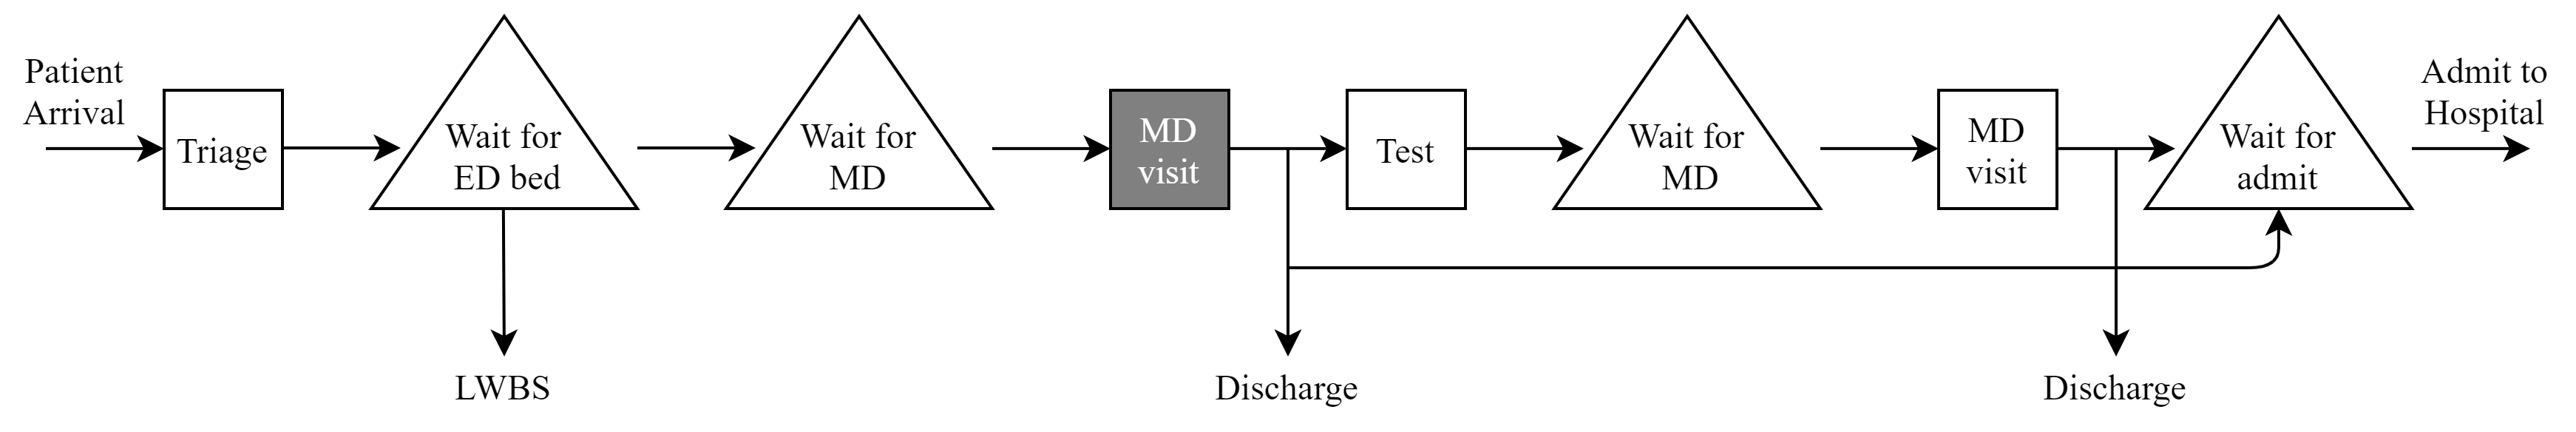 Patient
Arrival
Triage
Wait for
ED bed
LWBS
Wait for
MD
MD
visit
Discharge
Test
Wait for
MD
MD
visit
Discharge
Wait for
admit
Admit to
Hospital